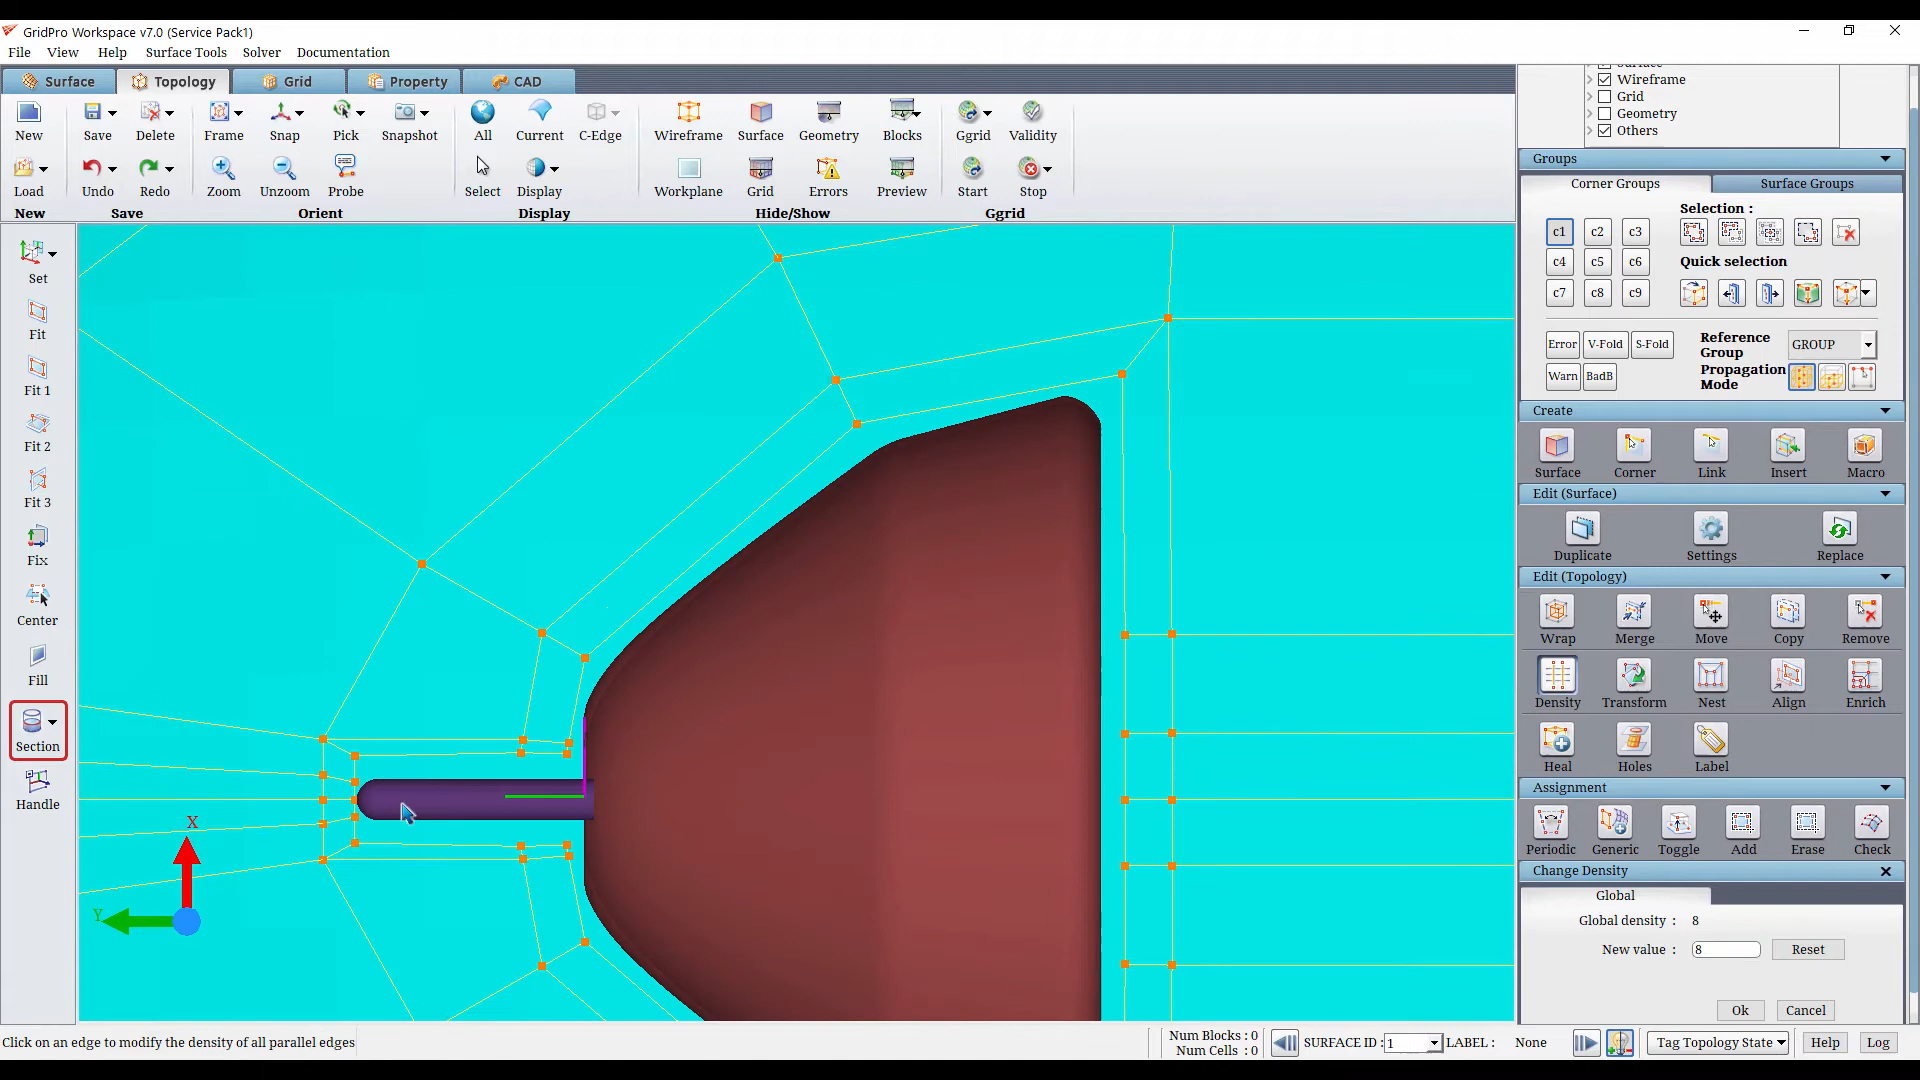 GridPro Workspace v7.0 (Service Pack1)
File View Help Surface Tools Solver Documentation
Surface Topology Grid Property CAD
New Save Delete Frame Snap Pick Snapshot All Current C-Edge Wireframe Surface Geometry Blocks Ggrid Validity
Load Undo Redo Zoom Unzoom Probe Select Display Workplane Grid Errors Preview Start Stop
New Save Orient Display Hide/Show Ggrid
Set
Fit
Fit 1
Fit 2
Fit 3
Fix
Center
Fill
Section
Handle
X
Y
Wireframe
Grid
Geometry
Others
Groups
Corner Groups Surface Groups
Selection :
c1 c2 c3
Quick selection
c4 c5 c6
c7 c8 c9
Error V-Fold S-Fold
Reference Group GROUP
Warn BadB
Propagation Mode
Create
Surface Corner Link Insert Macro
Edit (Surface)
Duplicate Settings Replace
Edit (Topology)
Wrap Merge Move Copy Remove
Density Transform Nest Align Enrich
Heal Holes Label
Assignment
Periodic Generic Toggle Add Erase Check
Change Density
Global
Global density : 8
New value : 8 Reset
Ok Cancel
Click on an edge to modify the density of all parallel edges
Num Blocks : 0
Num Cells : 0
SURFACE ID : 1 LABEL : None Tag Topology State Help Log